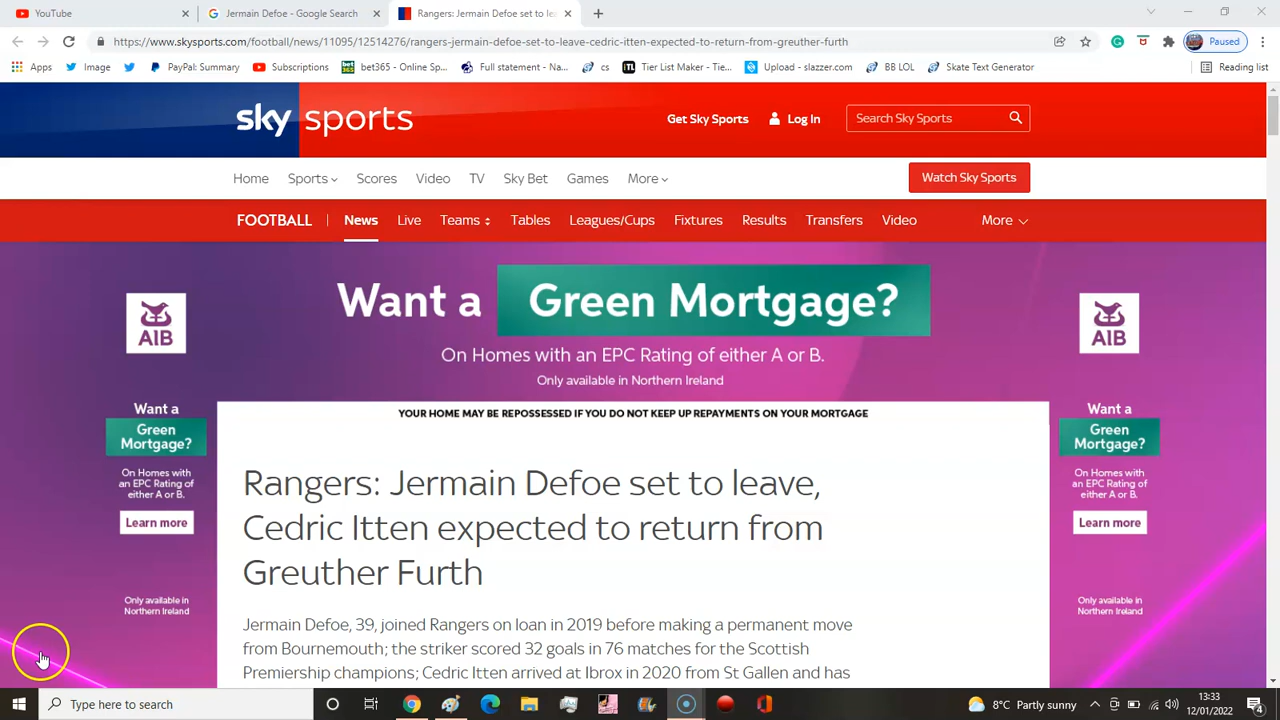 YouTube
Jermain Defoe - Google Search
Rangers: Jermain Defoe set to lea
https://www.skysports.com/football/news/11095/12514276/rangers-jermain-defoe-set-to-leave-cedric-itten-expected-to-return-from-greuther-furth
Paused
Apps
Image
PayPal: Summary
Subscriptions
bet365 - Online Sp...
Full statement - Na...
cs
Tier List Maker - Tie...
Upload - slazzer.com
BB LOL
Skate Text Generator
Reading list
sky sports
Get Sky Sports
Log In
Search Sky Sports
Home
Sports
Scores
Video
TV
Sky Bet
Games
More
Watch Sky Sports
FOOTBALL
News
Live
Teams
Tables
Leagues/Cups
Fixtures
Results
Transfers
Video
More
Want a Green Mortgage?
On Homes with an EPC Rating of either A or B.
Only available in Northern Ireland
AIB
Want a
Green
Mortgage?
On Homes with
an EPC Rating of
either A or B.
Learn more
Only available in
Northern Ireland
AIB
Want a
Green
Mortgage?
On Homes with
an EPC Rating of
either A or B.
Learn more
Only available in
Northern Ireland
YOUR HOME MAY BE REPOSSESSED IF YOU DO NOT KEEP UP REPAYMENTS ON YOUR MORTGAGE
Rangers: Jermain Defoe set to leave,
Cedric Itten expected to return from
Greuther Furth
Jermain Defoe, 39, joined Rangers on loan in 2019 before making a permanent move
from Bournemouth; the striker scored 32 goals in 76 matches for the Scottish
Premiership champions; Cedric Itten arrived at Ibrox in 2020 from St Gallen and has
Type here to search
8°C Partly sunny
13:33
12/01/2022
4